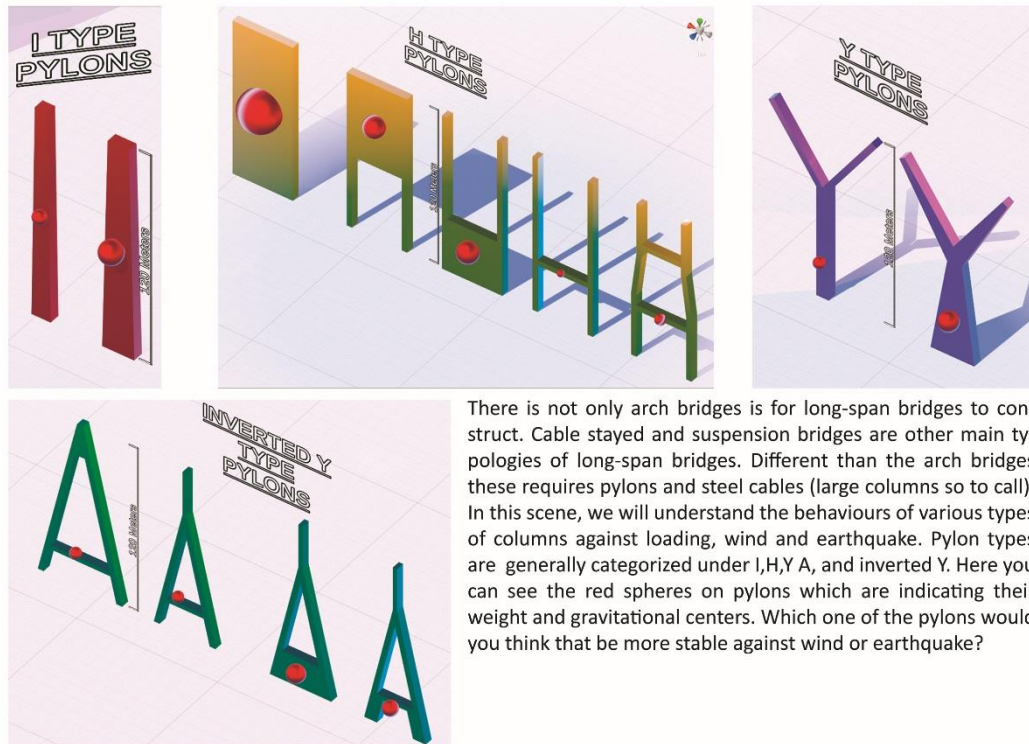 I TYPE
PYLONS
120 Meters
H TYPE
PYLONS
120 Meters
Y TYPE
PYLONS
120 Meters
INVERTED Y
TYPE
PYLONS
120 Meters
There is not only arch bridges is for long-span bridges to con
struct. Cable stayed and suspension bridges are other main ty
pologies of long-span bridges. Different than the arch bridges
these requires pylons and steel cables (large columns so to call)
In this scene, we will understand the behaviours of various types
of columns against loading, wind and earthquake. Pylon types
are generally categorized under I,H,Y A, and inverted Y. Here you
can see the red spheres on pylons which are indicating thei
weight and gravitational centers. Which one of the pylons would
you think that be more stable against wind or earthquake?